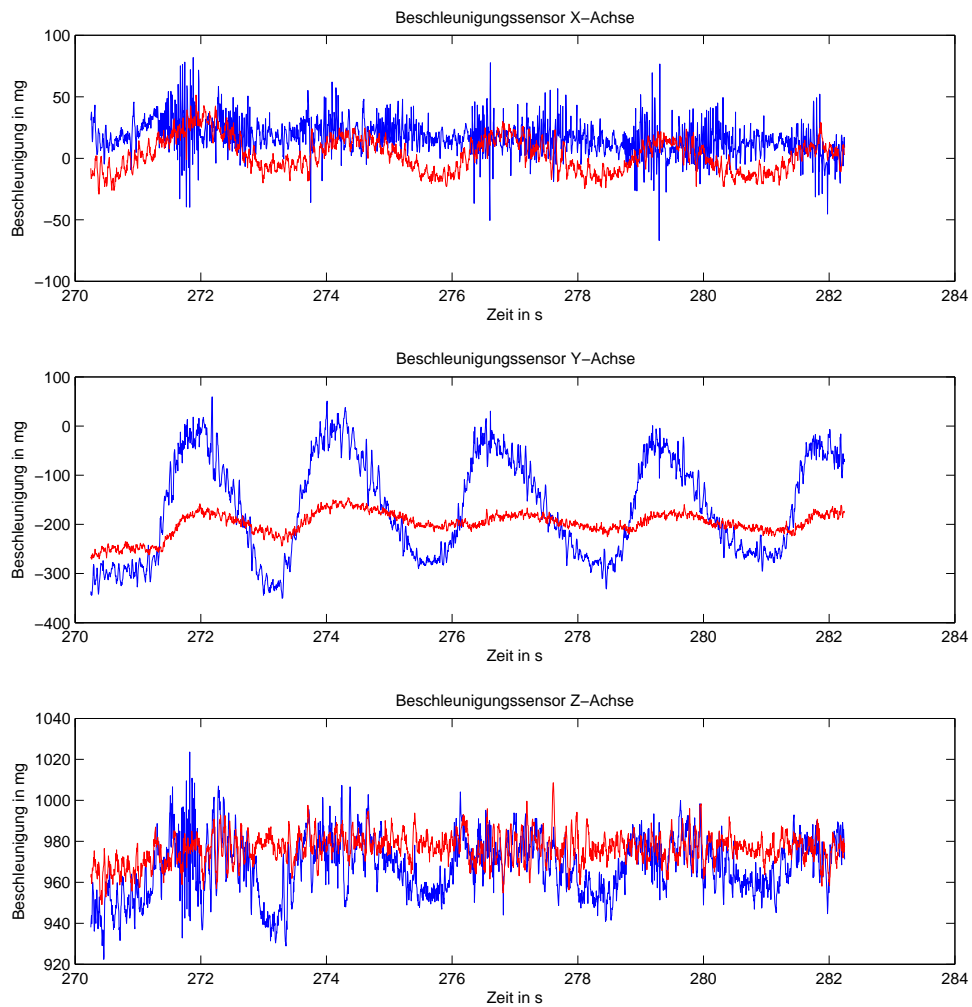 Beschleunigungssensor X−Achse
100
50
0
−50
−100
Beschleunigung in mg
270 272 274 276 278 280 282 284
Zeit in s
Beschleunigungssensor Y−Achse
100
0
−100
−200
−300
−400
Beschleunigung in mg
270 272 274 276 278 280 282 284
Zeit in s
Beschleunigungssensor Z−Achse
1040
1020
1000
980
960
940
920
Beschleunigung in mg
270 272 274 276 278 280 282 284
Zeit in s